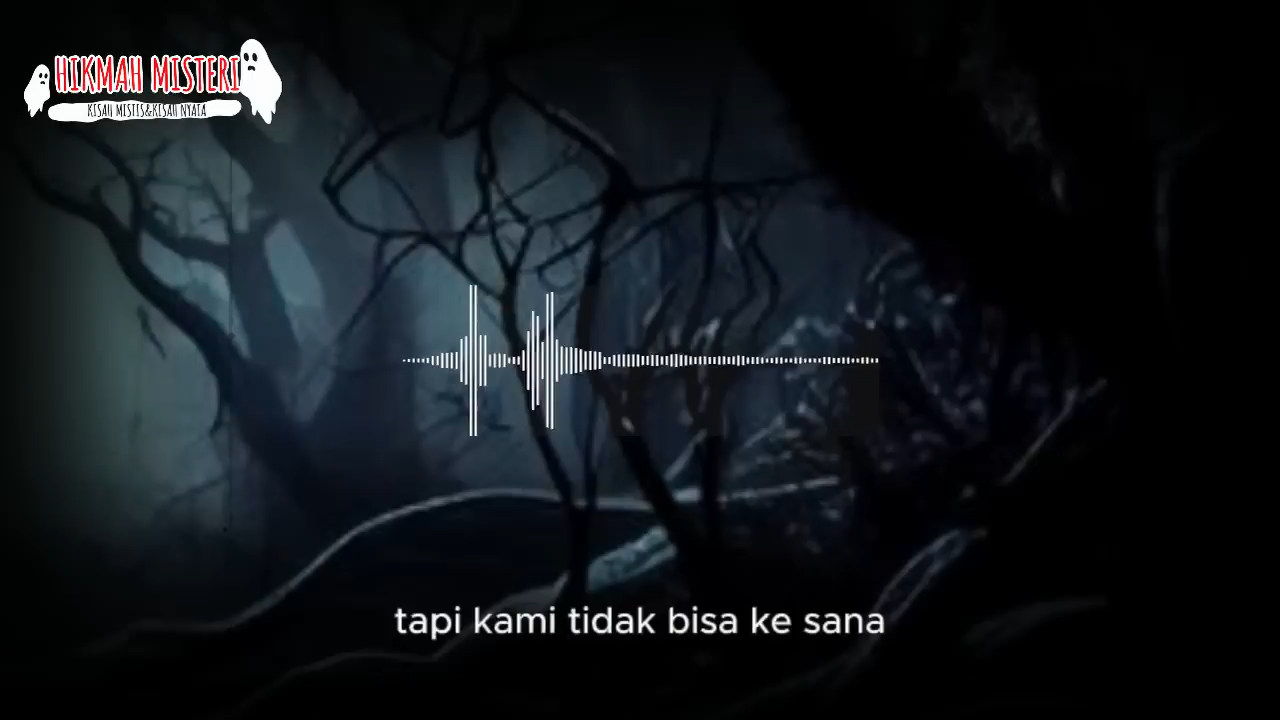 HIKMAH MISTERI
KISAH MISTIS&KISAH NYATA
tapi kami tidak bisa ke sana